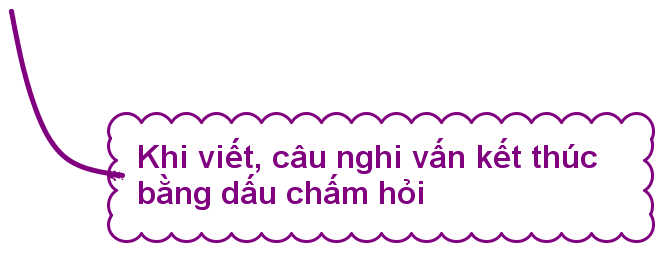 Khi viết, câu nghi vấn kết thúc
bằng dấu chấm hỏi